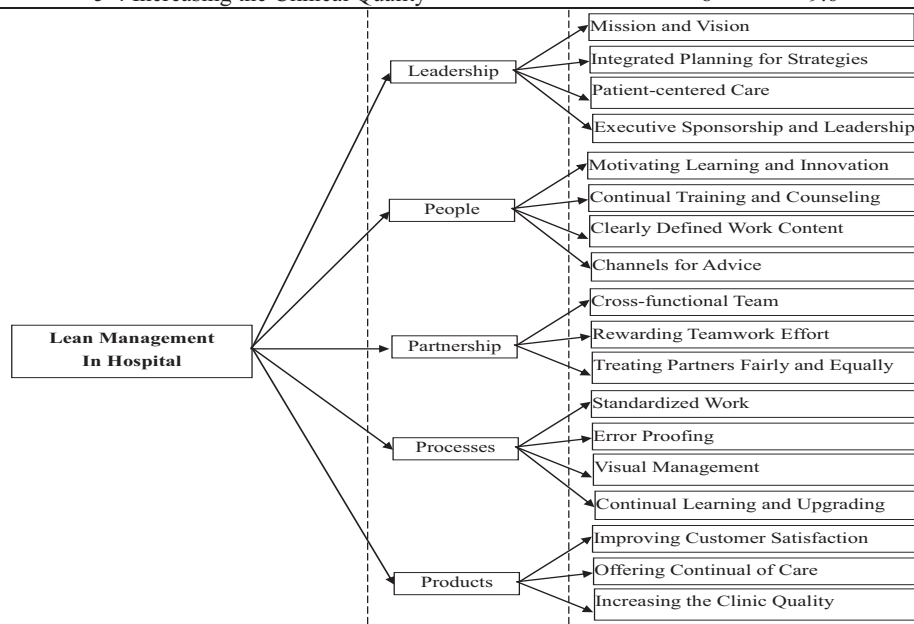 Mission and Vision
Integrated Planning for Strategies
Leadership
Patient-centered Care
Executive Sponsorship and Leadership
Motivating Learning and Innovation
Continual Training and Counseling
People
Clearly Defined Work Content
Channels for Advice
Cross-functional Team
Lean Management
In Hospital
Rewarding Teamwork Effort
Partnership
Treating Partners Fairly and Equally
Standardized Work
Error Proofing
Processes
Visual Management
Continual Learning and Upgrading
Improving Customer Satisfaction
Offering Continual of Care
Products
Increasing the Clinic Quality